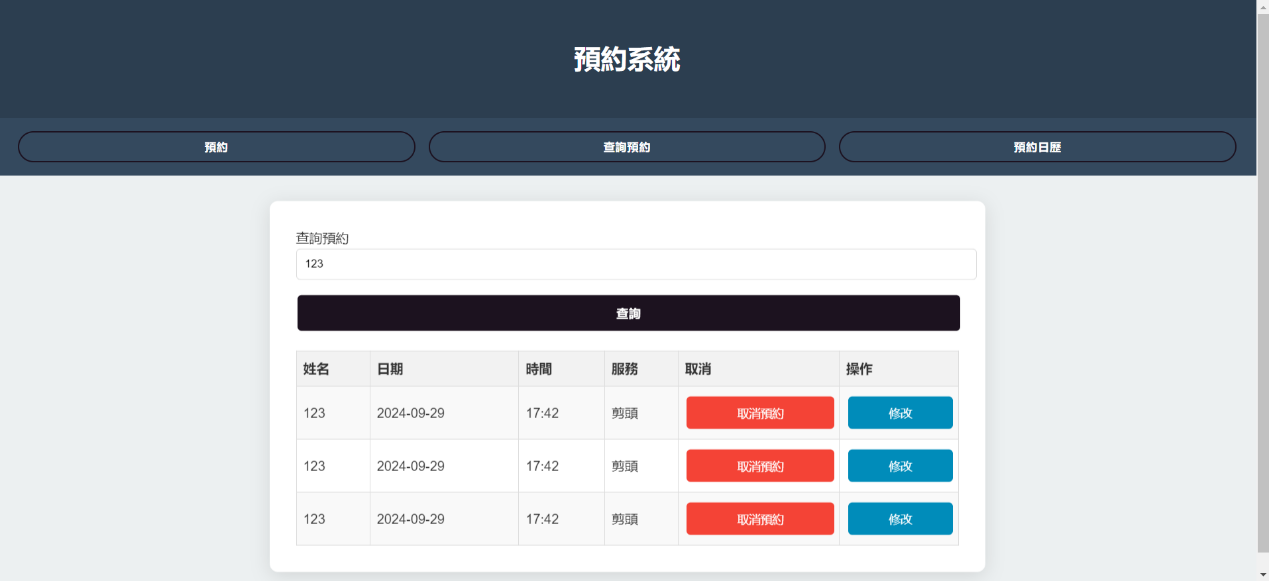 預約系統
預約 查詢預約 預約日歷
查詢預約
123
查詢
姓名 日期 時間 服務 取消 操作
123 2024-09-29 17:42 剪頭 取消預約 修改
123 2024-09-29 17:42 剪頭 取消預約 修改
123 2024-09-29 17:42 剪頭 取消預約 修改